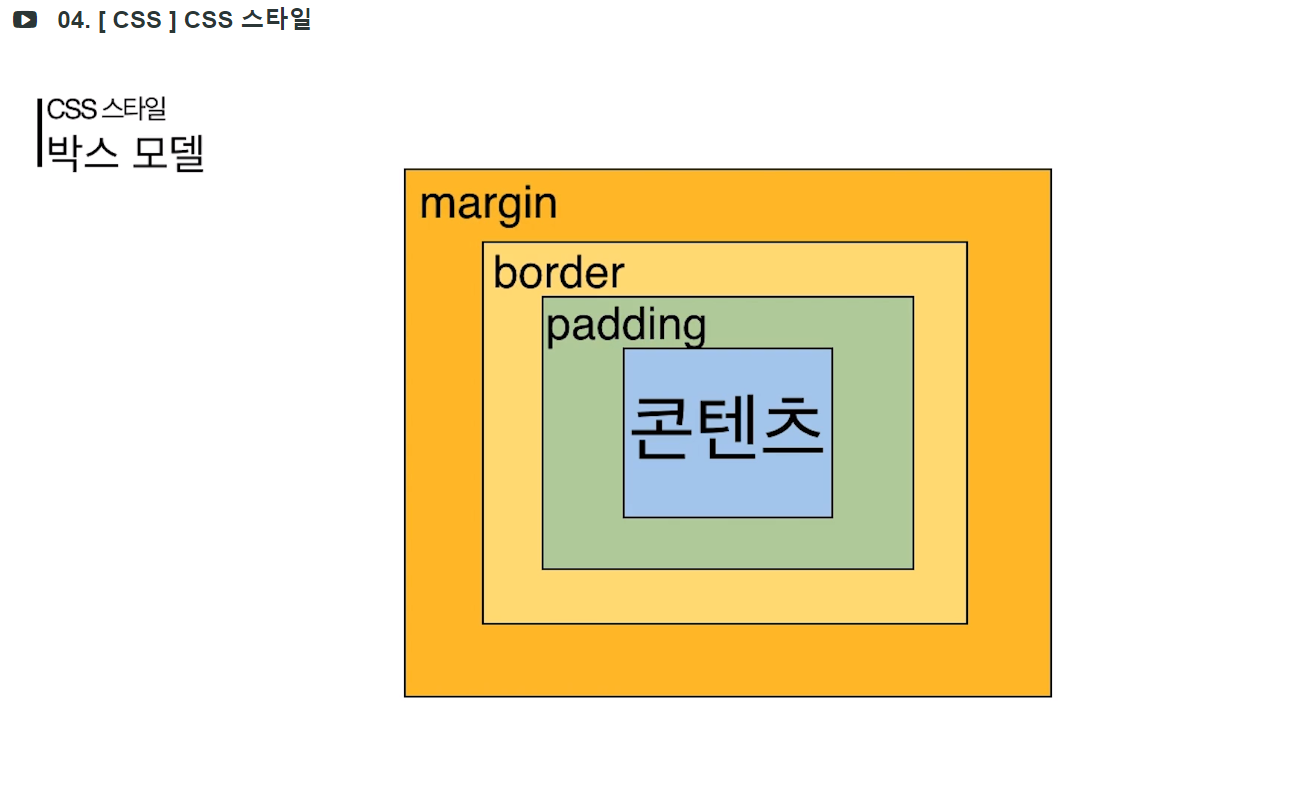 04. [ CSS ] CSS 스타일
CSS 스타일
박스 모델
margin
border
padding
콘텐츠